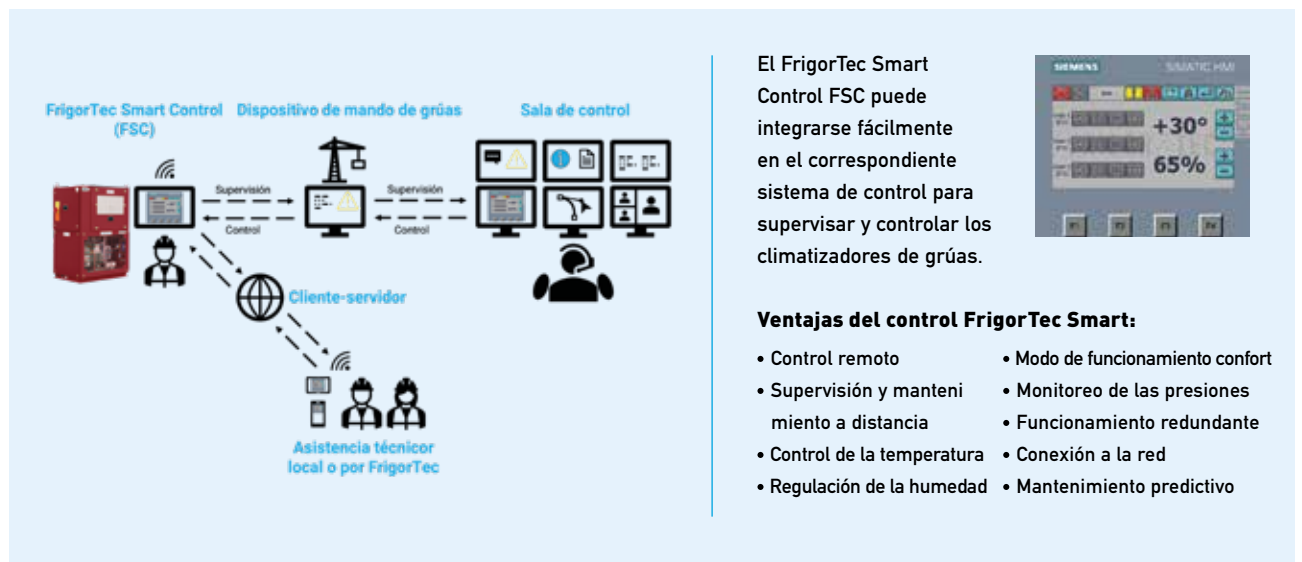 FrigorTec Smart Control
(FSC)
Dispositivo de mando de grúas
Sala de control
Supervisión
Control
Supervisión
Control
Cliente-servidor
Asistencia técnicor
local o por FrigorTec
El FrigorTec Smart
Control FSC puede
integrarse fácilmente
en el correspondiente
sistema de control para
supervisar y controlar los
climatizadores de grúas.
SIEMENS
SIMATIC HMI
+30°
65%
F1
F2
F3
F4
Ventajas del control FrigorTec Smart:
• Control remoto
• Supervisión y manteni
miento a distancia
• Control de la temperatura
• Regulación de la humedad
• Modo de funcionamiento confort
• Monitoreo de las presiones
• Funcionamiento redundante
• Conexión a la red
• Mantenimiento predictivo